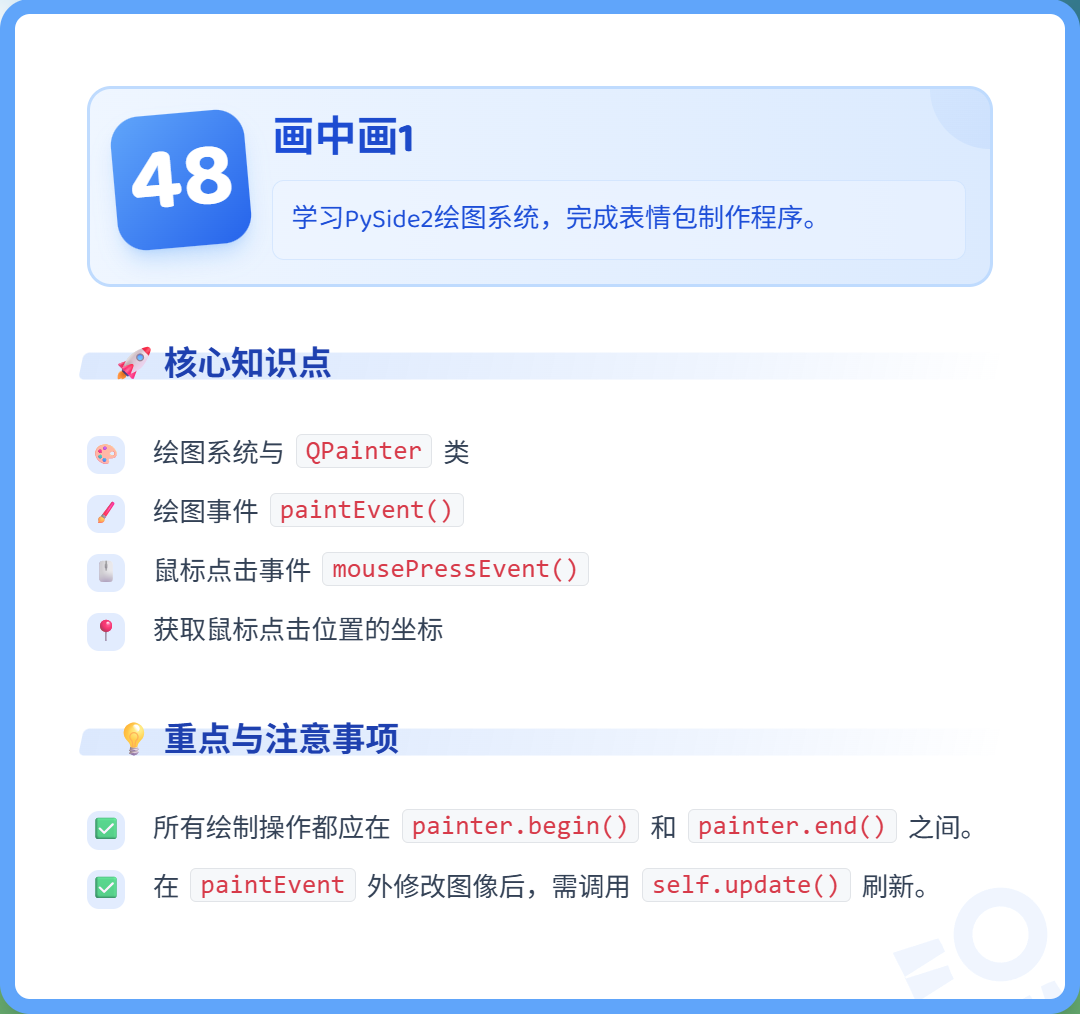 48
画中画1
学习PySide2绘图系统，完成表情包制作程序。
核心知识点
绘图系统与 QPainter 类
绘图事件 paintEvent()
鼠标点击事件 mousePressEvent()
获取鼠标点击位置的坐标
重点与注意事项
所有绘制操作都应在 painter.begin() 和 painter.end() 之间。
在 paintEvent 外修改图像后，需调用 self.update() 刷新。